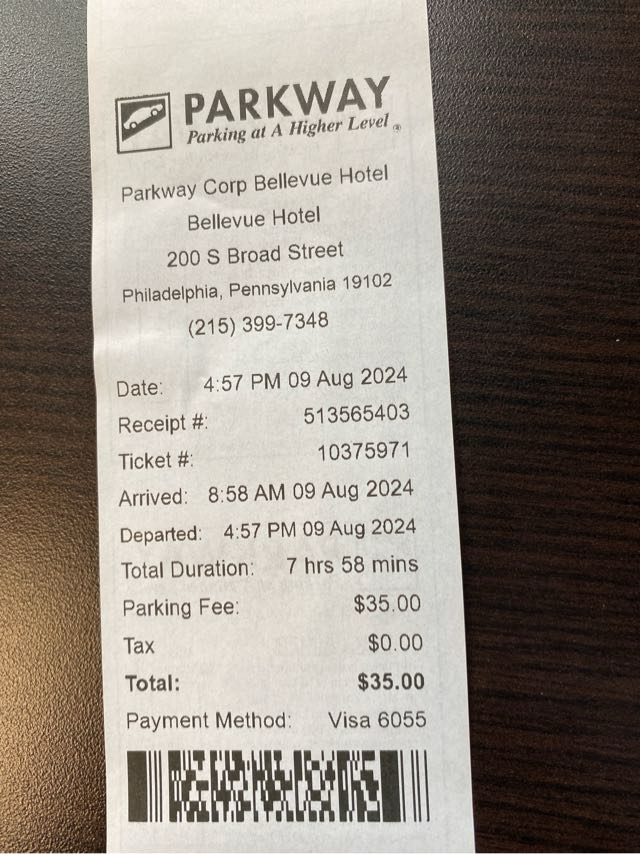 PARKWAY
Parking at A Higher Level ®
Parkway Corp Bellevue Hotel
Bellevue Hotel
200 S Broad Street
Philadelphia, Pennsylvania 19102
(215) 399-7348
Date: 4:57 PM 09 Aug 2024
Receipt #: 513565403
Ticket #: 10375971
Arrived: 8:58 AM 09 Aug 2024
Departed: 4:57 PM 09 Aug 2024
Total Duration: 7 hrs 58 mins
Parking Fee: $35.00
Tax $0.00
Total: $35.00
Payment Method: Visa 6055